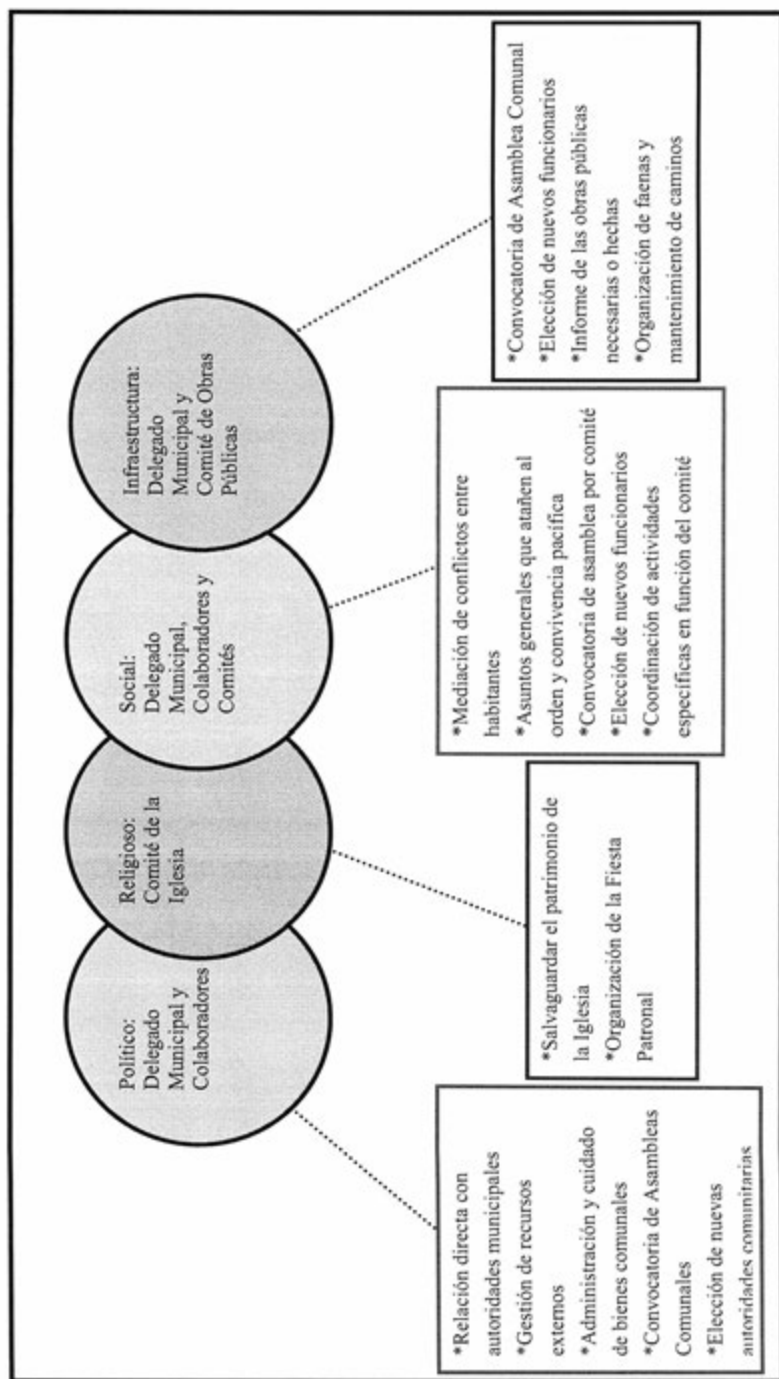 Político:
Delegado
Municipal y
Colaboradores
Religioso:
Comité de la
Iglesia
Social:
Delegado
Municipal,
Colaboradores y
Comités
Infraestructura:
Delegado
Municipal y
Comité de Obras
Públicas
*Relación directa con
autoridades municipales
*Gestión de recursos
externos
*Administración y cuidado
de bienes comunales
*Convocatoria de Asambleas
Comunales
*Elección de nuevas
autoridades comunitarias
*Salvaguardar el patrimonio de
la Iglesia
*Organización de la Fiesta
Patronal
*Mediación de conflictos entre
habitantes
*Asuntos generales que atañen al
orden y convivencia pacífica
*Convocatoria de asamblea por comité
*Elección de nuevos funcionarios
*Coordinación de actividades
específicas en función del comité
*Convocatoria de Asamblea Comunal
*Elección de nuevos funcionarios
*Informe de las obras públicas
necesarias o hechas
*Organización de faenas y
mantenimiento de caminos